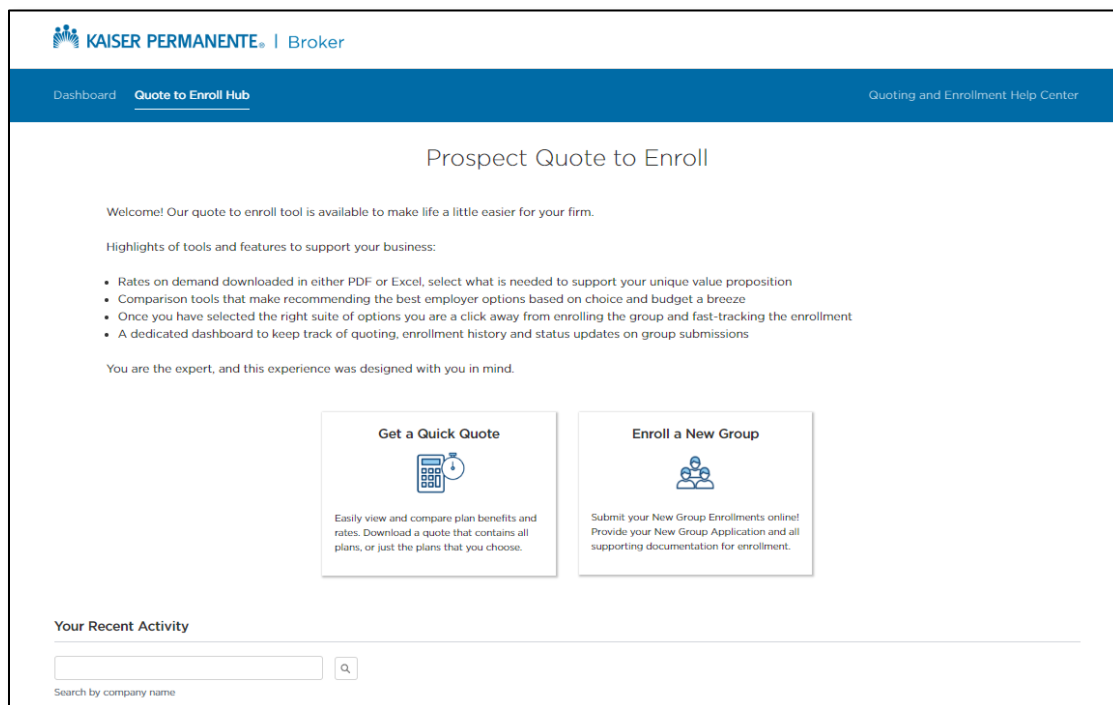 KAISER PERMANENTE® | Broker
Dashboard Quote to Enroll Hub Quoting and Enrollment Help Center
Prospect Quote to Enroll
Welcome! Our quote to enroll tool is available to make life a little easier for your firm.
Highlights of tools and features to support your business:
• Rates on demand downloaded in either PDF or Excel, select what is needed to support your unique value proposition
• Comparison tools that make recommending the best employer options based on choice and budget a breeze
• Once you have selected the right suite of options you are a click away from enrolling the group and fast-tracking the enrollment
• A dedicated dashboard to keep track of quoting, enrollment history and status updates on group submissions
You are the expert, and this experience was designed with you in mind.
Get a Quick Quote
Easily view and compare plan benefits and
rates. Download a quote that contains all
plans, or just the plans that you choose.
Enroll a New Group
Submit your New Group Enrollments online!
Provide your New Group Application and all
supporting documentation for enrollment.
Your Recent Activity
Search by company name